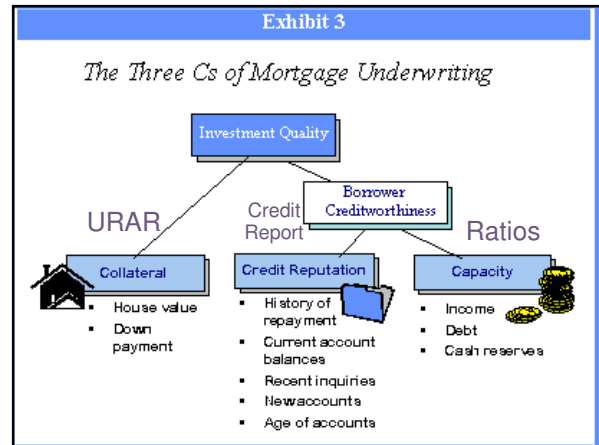 Exhibit 3
The Three Cs of Mortgage Underwriting
Investment Quality
Borrower
Creditworthiness
URAR
Credit
Report
Ratios
Collateral
House value
Down
payment
Credit Reputation
History of
repayment
Current account
balances
Recent inquiries
New accounts
Age of accounts
Capacity
Income
Debt
Cash reserves